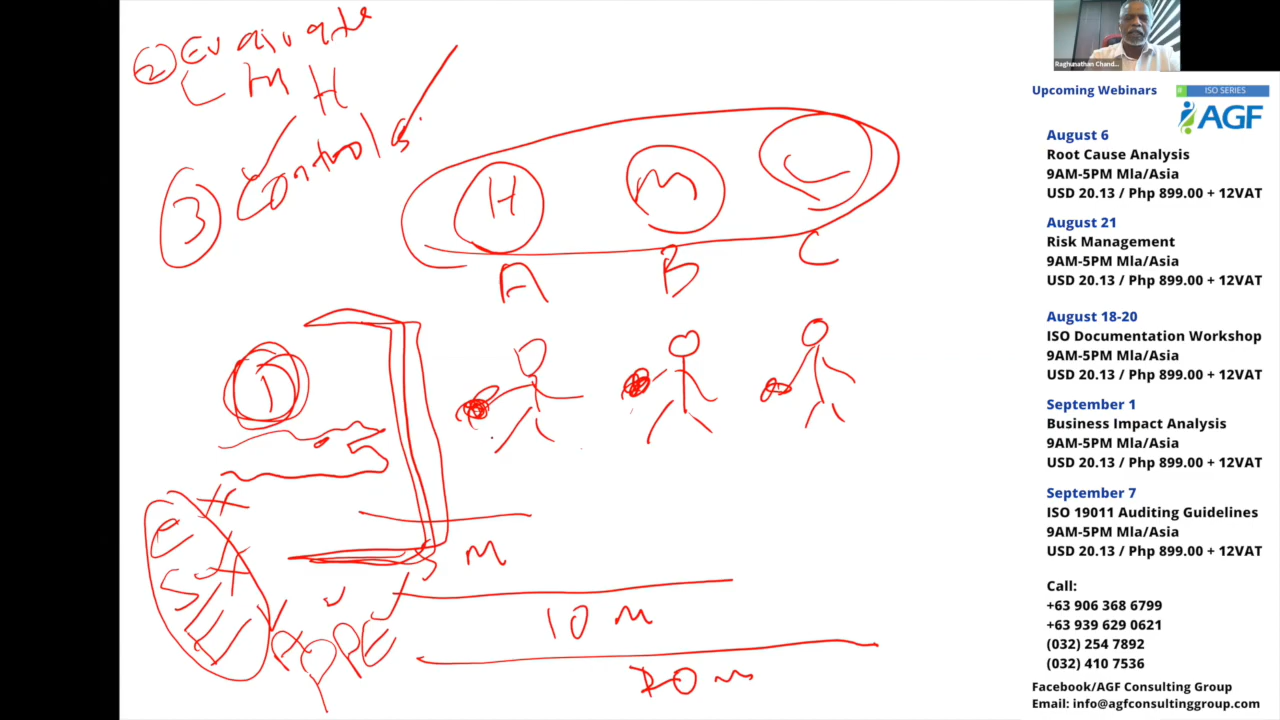 2 Evaluate
L M H
3 Controls
H M L
A B C
1
5 M
10 M
20 m
E
S
E
A PPE
Raghunathan Chand...
Upcoming Webinars
ISO SERIES
AGF
August 6
Root Cause Analysis
9AM-5PM Mla/Asia
USD 20.13 / Php 899.00 + 12VAT
August 21
Risk Management
9AM-5PM Mla/Asia
USD 20.13 / Php 899.00 + 12VAT
August 18-20
ISO Documentation Workshop
9AM-5PM Mla/Asia
USD 20.13 / Php 899.00 + 12VAT
September 1
Business Impact Analysis
9AM-5PM Mla/Asia
USD 20.13 / Php 899.00 + 12VAT
September 7
ISO 19011 Auditing Guidelines
9AM-5PM Mla/Asia
USD 20.13 / Php 899.00 + 12VAT
Call:
+63 906 368 6799
+63 939 629 0621
(032) 254 7892
(032) 410 7536
Facebook/AGF Consulting Group
Email: info@agfconsultinggroup.com